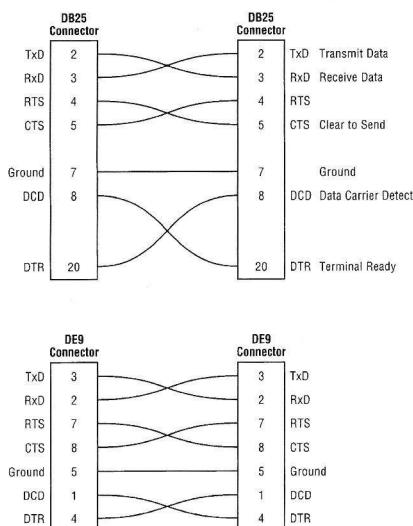 DB25 Connector DB25 Connector
TxD 2 2 TxD Transmit Data
RxD 3 3 RxD Receive Data
RTS 4 4 RTS
CTS 5 5 CTS Clear to Send
Ground 7 7 Ground
DCD 8 8 DCD Data Carrier Detect
DTR 20 20 DTR Terminal Ready
DE9 Connector DE9 Connector
TxD 3 3 TxD
RxD 2 2 RxD
RTS 7 7 RTS
CTS 8 8 CTS
Ground 5 5 Ground
DCD 1 1 DCD
DTR 4 4 DTR